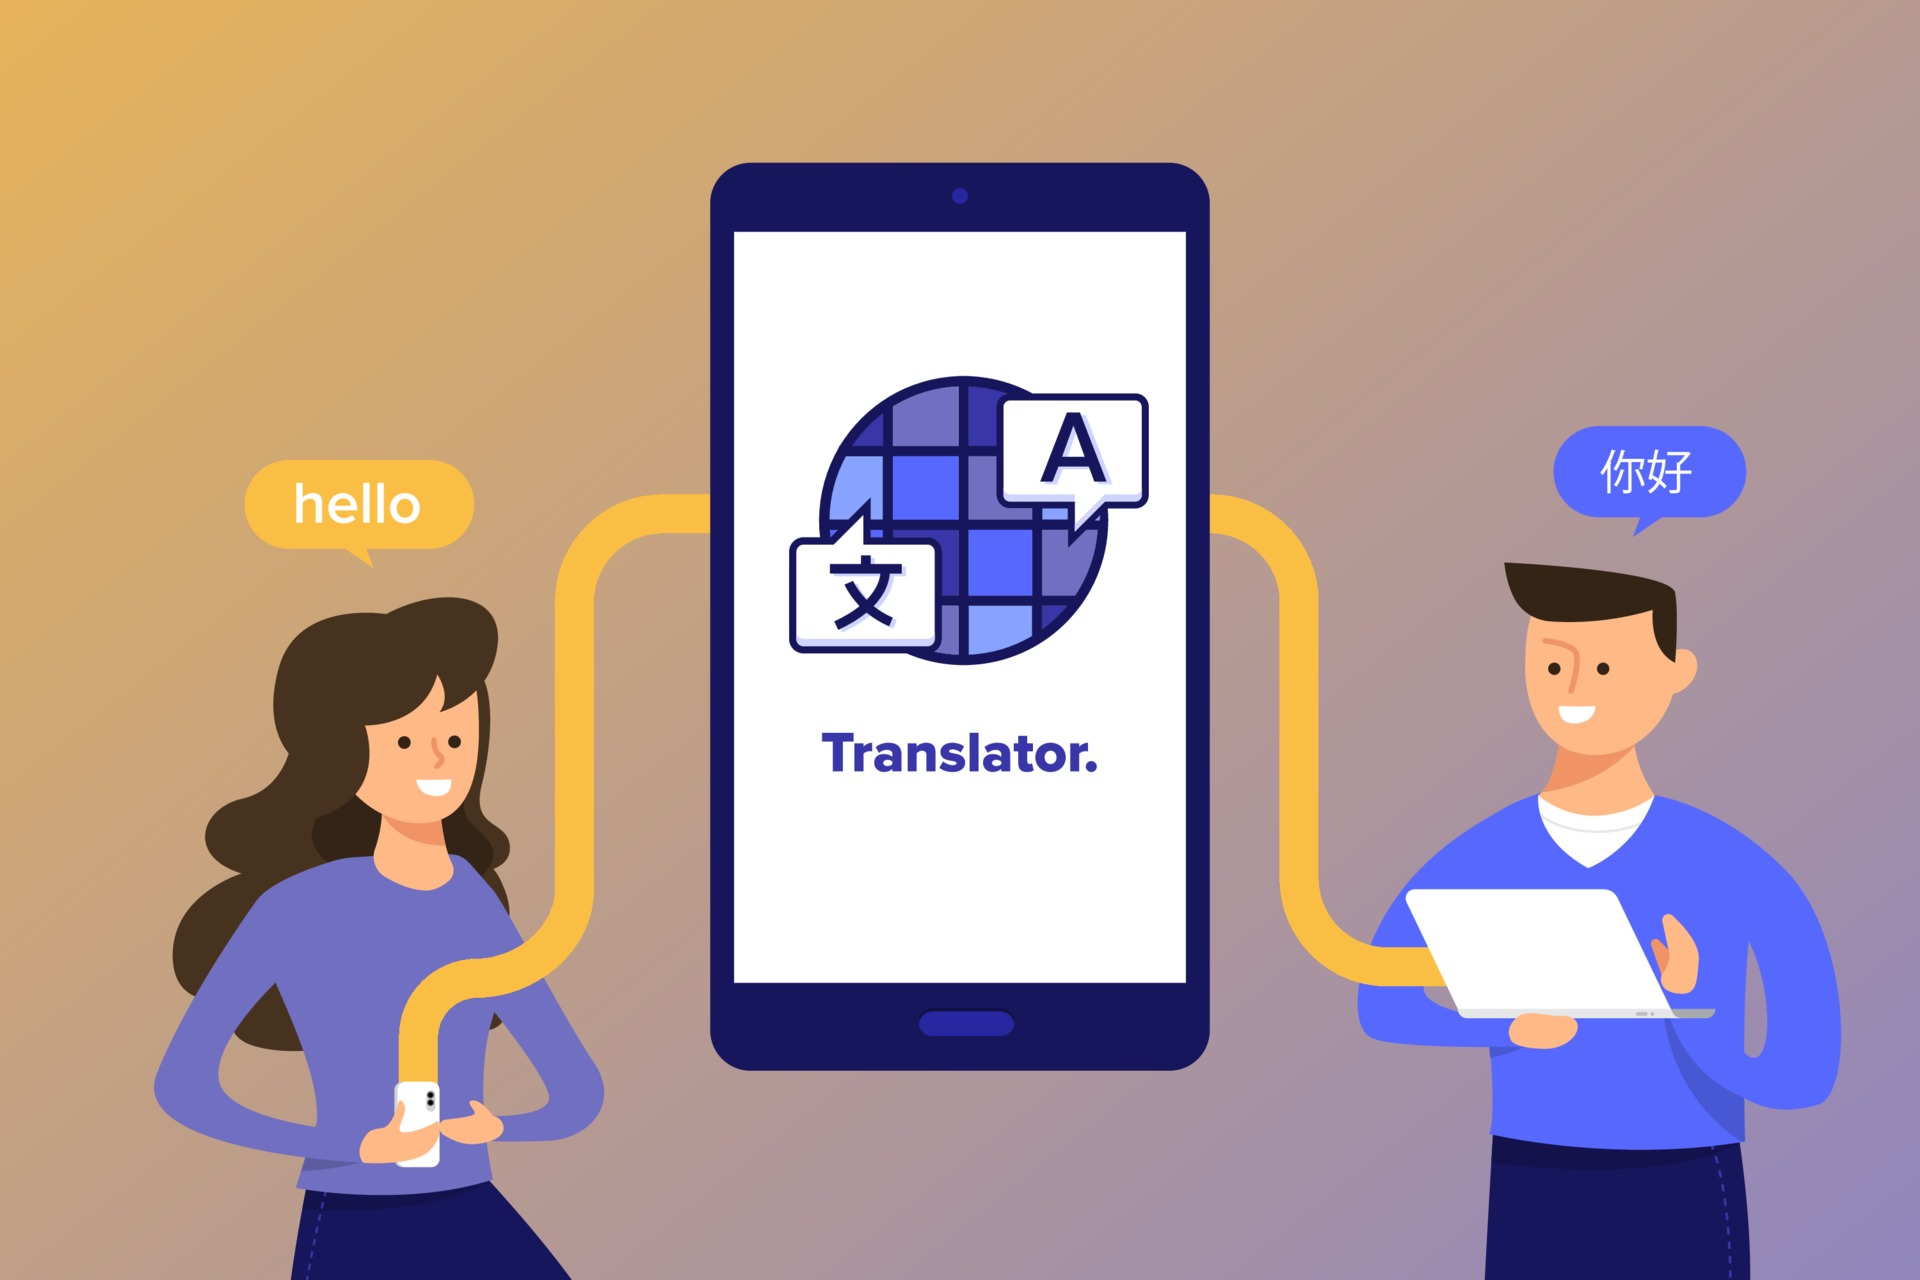 hello
你好
A
文
Translator.